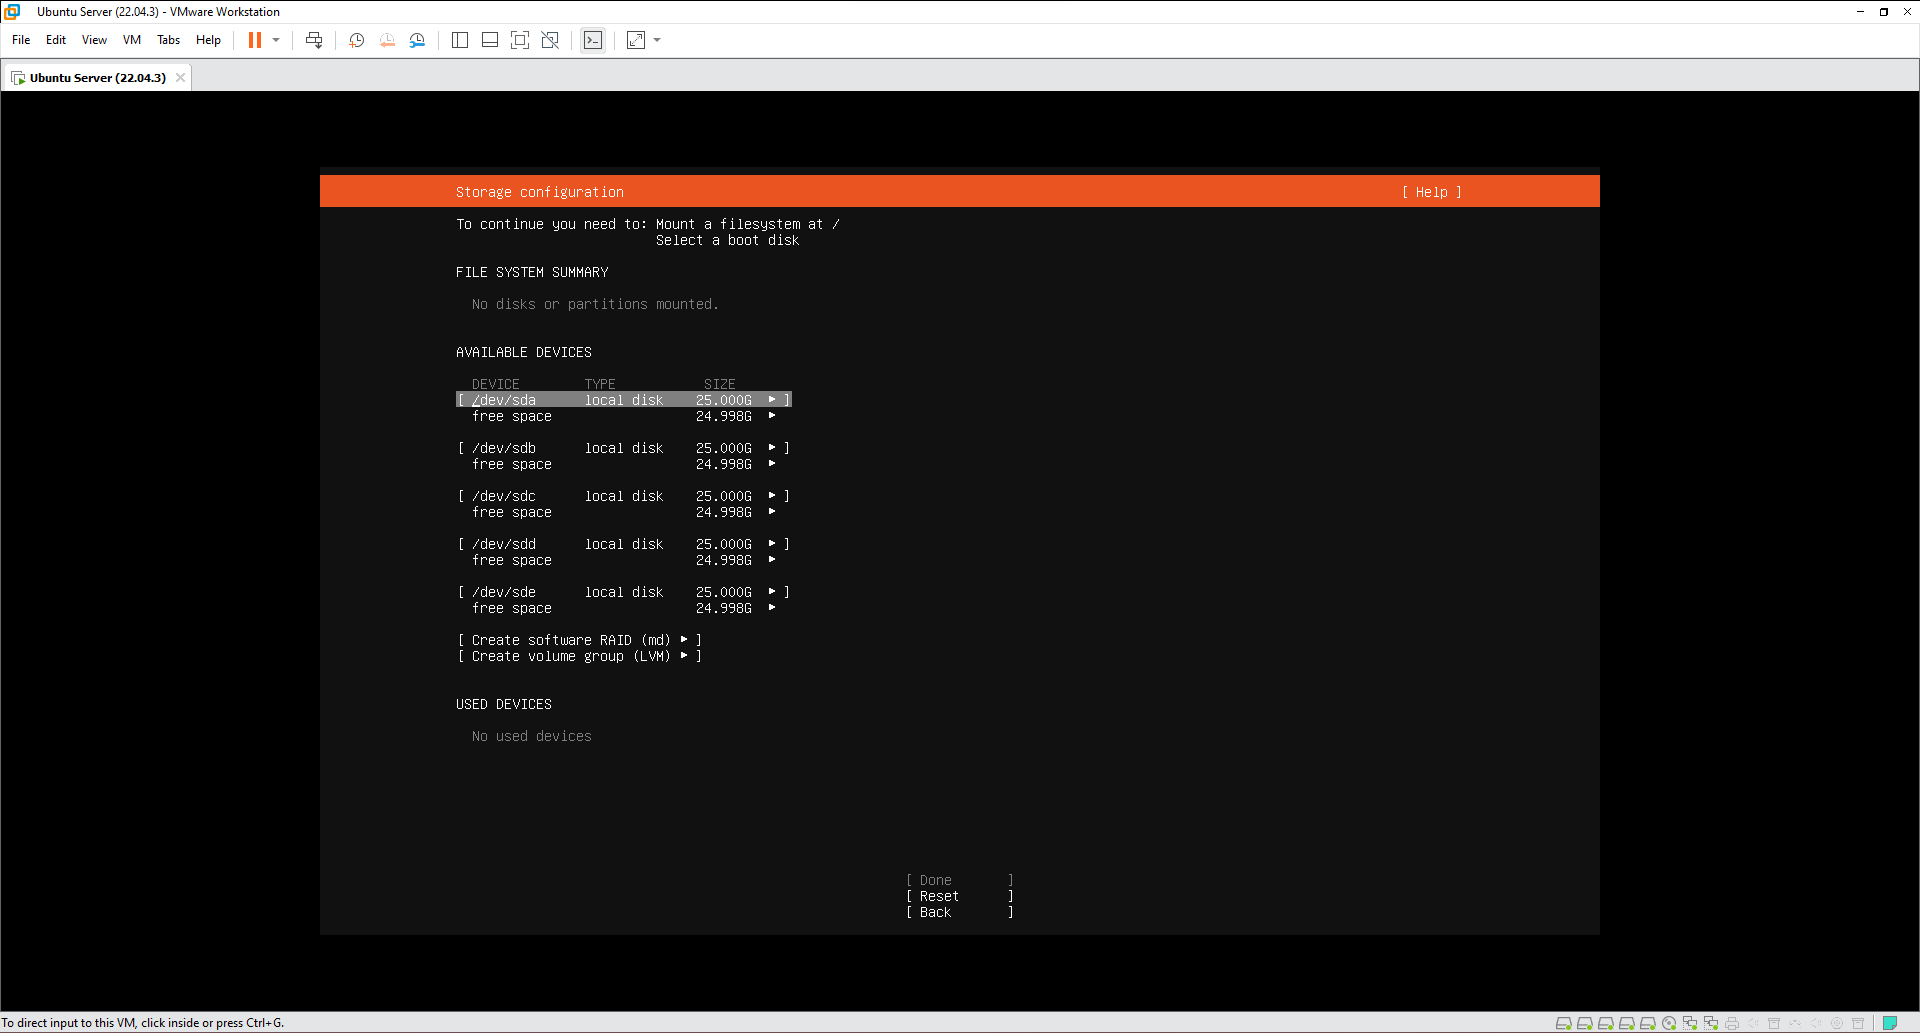 Ubuntu Server (22.04.3) - VMware Workstation
File Edit View VM Tabs Help
Ubuntu Server (22.04.3)
Storage configuration [ Help ]
To continue you need to: Mount a filesystem at /
Select a boot disk
FILE SYSTEM SUMMARY
No disks or partitions mounted.
AVAILABLE DEVICES
DEVICE TYPE SIZE
[ /dev/sda local disk 25.000G ▸ ]
free space 24.998G ▸
[ /dev/sdb local disk 25.000G ▸ ]
free space 24.998G ▸
[ /dev/sdc local disk 25.000G ▸ ]
free space 24.998G ▸
[ /dev/sdd local disk 25.000G ▸ ]
free space 24.998G ▸
[ /dev/sde local disk 25.000G ▸ ]
free space 24.998G ▸
[ Create software RAID (md) ▸ ]
[ Create volume group (LVM) ▸ ]
USED DEVICES
No used devices
[ Done ]
[ Reset ]
[ Back ]
To direct input to this VM, click inside or press Ctrl+G.